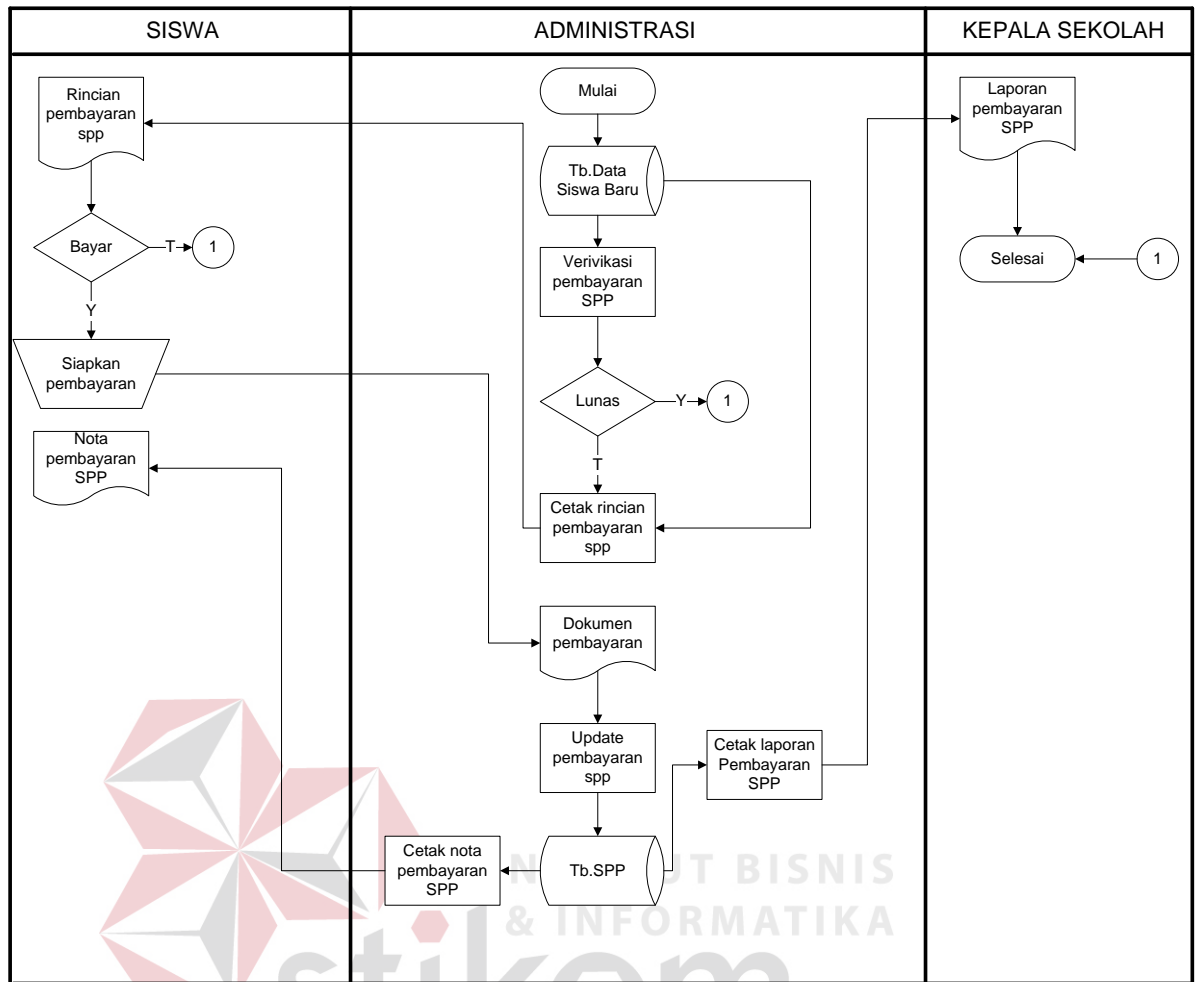 SISWA
ADMINISTRASI
KEPALA SEKOLAH
Rincian
pembayaran
spp
Bayar
T
1
Y
Siapkan
pembayaran
Nota
pembayaran
SPP
Mulai
Tb.Data
Siswa Baru
Verivikasi
pembayaran
SPP
Lunas
Y
1
T
Cetak rincian
pembayaran
spp
Dokumen
pembayaran
Update
pembayaran
spp
Cetak laporan
Pembayaran
SPP
Cetak nota
pembayaran
SPP
Tb.SPP
Laporan
pembayaran
SPP
Selesai
1
BISNIS
& INFORMATIKA
stikom